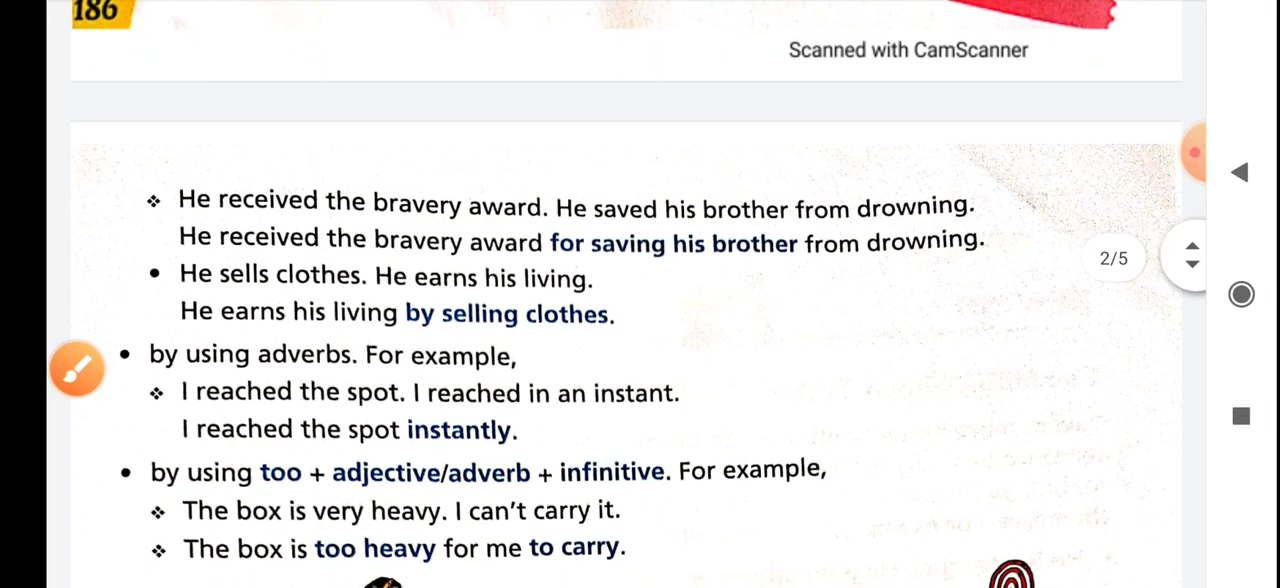 186
Scanned with CamScanner
❖ He received the bravery award. He saved his brother from drowning.
He received the bravery award for saving his brother from drowning.
• He sells clothes. He earns his living.
He earns his living by selling clothes.
• by using adverbs. For example,
❖ I reached the spot. I reached in an instant.
I reached the spot instantly.
• by using too + adjective/adverb + infinitive. For example,
❖ The box is very heavy. I can't carry it.
❖ The box is too heavy for me to carry.
2/5